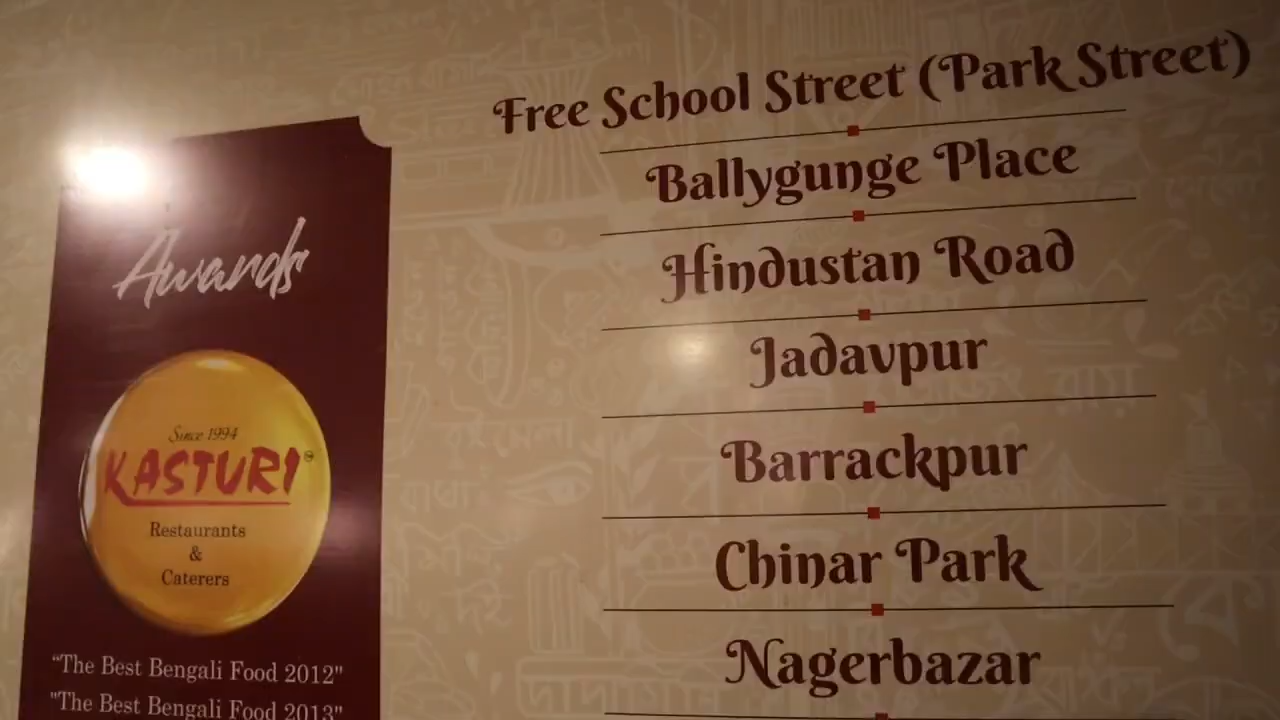 Awards
Since 1994
KASTURI
Restaurants
&
Caterers
"The Best Bengali Food 2012"
"The Best Bengali Food 2013"
Free School Street (Park Street)
Ballygunge Place
Hindustan Road
Jadavpur
Barrackpur
Chinar Park
Nagerbazar